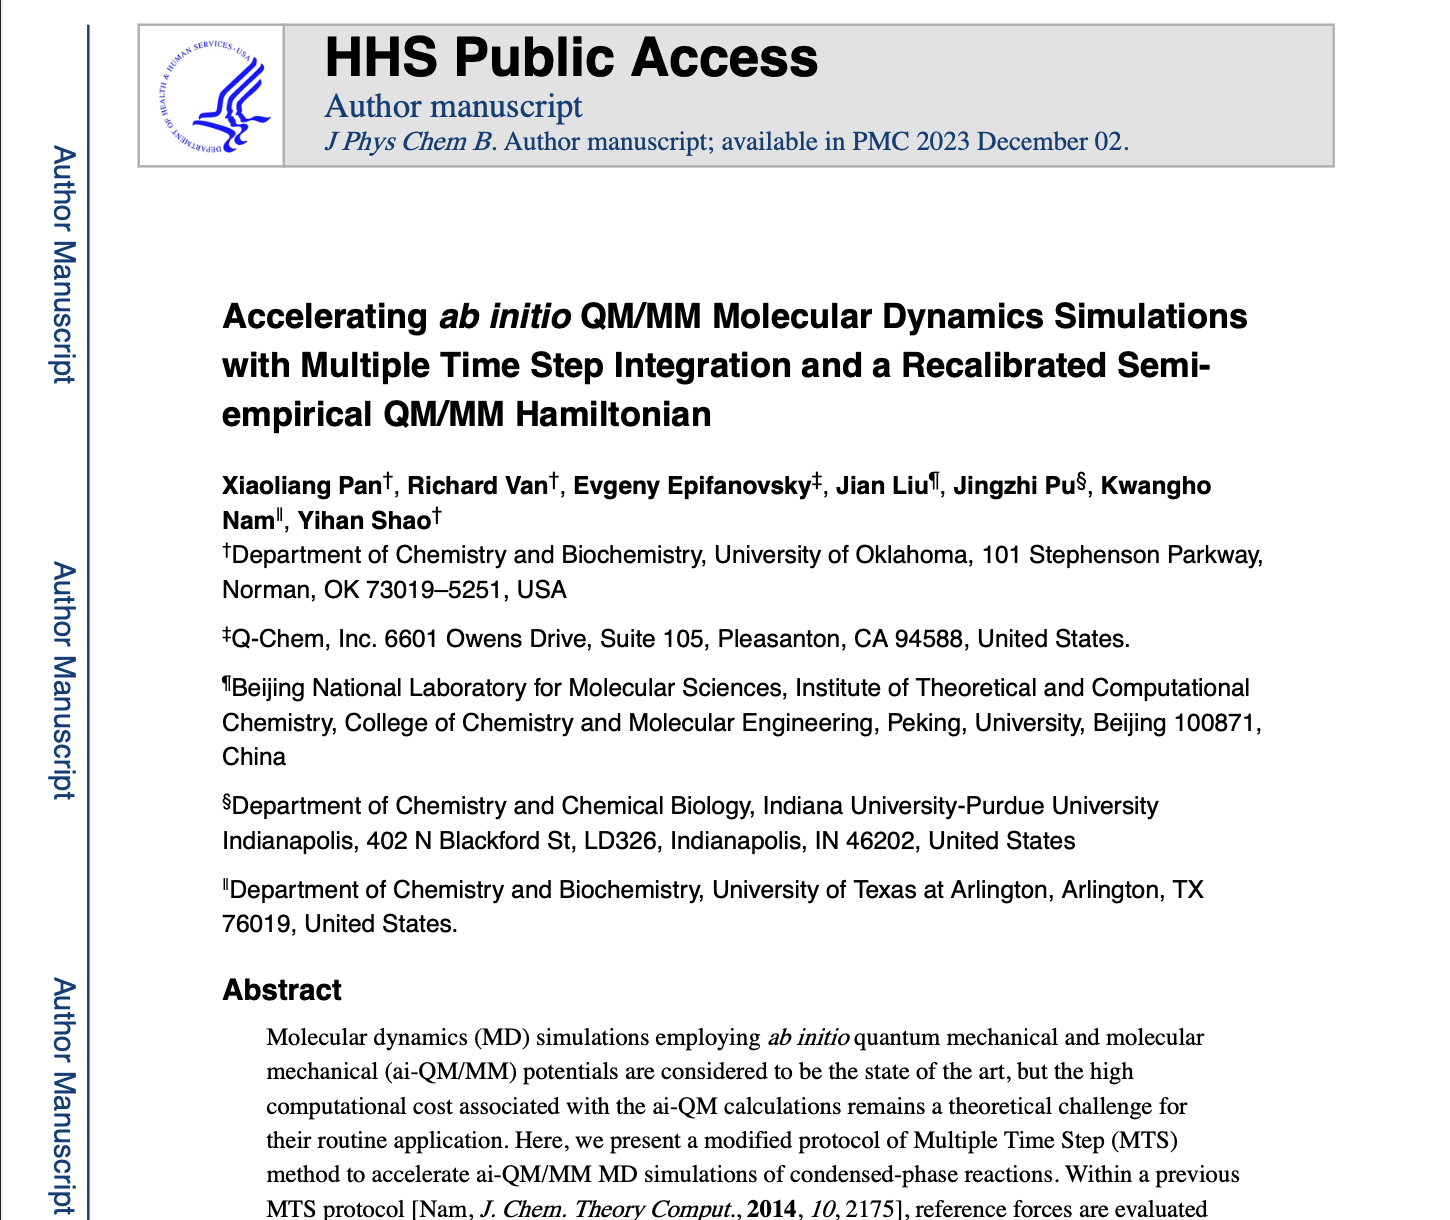 DEPARTMENT OF HEALTH & HUMAN SERVICES · USA
HHS Public Access
Author manuscript
J Phys Chem B. Author manuscript; available in PMC 2023 December 02.
Author Manuscript
Author Manuscript
Author Manuscript
Accelerating ab initio QM/MM Molecular Dynamics Simulations
with Multiple Time Step Integration and a Recalibrated Semi-
empirical QM/MM Hamiltonian
Xiaoliang Pan†, Richard Van†, Evgeny Epifanovsky‡, Jian Liu¶, Jingzhi Pu§, Kwangho
Nam‖, Yihan Shao†
†Department of Chemistry and Biochemistry, University of Oklahoma, 101 Stephenson Parkway,
Norman, OK 73019–5251, USA
‡Q-Chem, Inc. 6601 Owens Drive, Suite 105, Pleasanton, CA 94588, United States.
¶Beijing National Laboratory for Molecular Sciences, Institute of Theoretical and Computational
Chemistry, College of Chemistry and Molecular Engineering, Peking, University, Beijing 100871,
China
§Department of Chemistry and Chemical Biology, Indiana University-Purdue University
Indianapolis, 402 N Blackford St, LD326, Indianapolis, IN 46202, United States
‖Department of Chemistry and Biochemistry, University of Texas at Arlington, Arlington, TX
76019, United States.
Abstract
Molecular dynamics (MD) simulations employing ab initio quantum mechanical and molecular
mechanical (ai-QM/MM) potentials are considered to be the state of the art, but the high
computational cost associated with the ai-QM calculations remains a theoretical challenge for
their routine application. Here, we present a modified protocol of Multiple Time Step (MTS)
method to accelerate ai-QM/MM MD simulations of condensed-phase reactions. Within a previous
MTS protocol [Nam, J. Chem. Theory Comput., 2014, 10, 2175], reference forces are evaluated